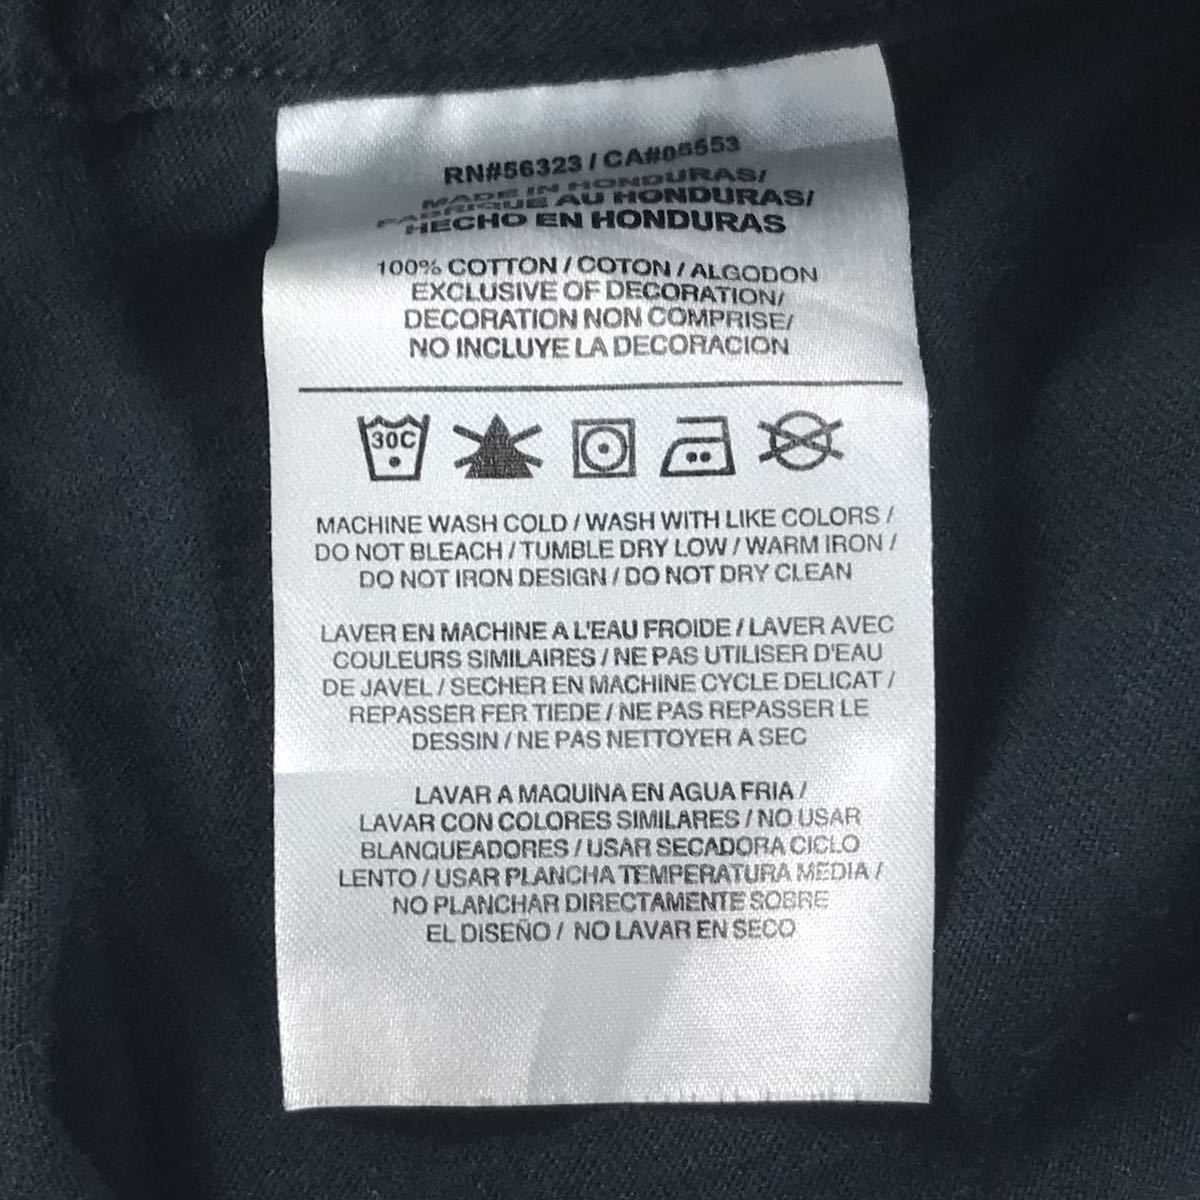 RN#56323 / CA#05553
MADE IN HONDURAS/
FABRIQUE AU HONDURAS/
HECHO EN HONDURAS
100% COTTON / COTON / ALGODON
EXCLUSIVE OF DECORATION/
DECORATION NON COMPRISE/
NO INCLUYE LA DECORACION
30C
MACHINE WASH COLD / WASH WITH LIKE COLORS /
DO NOT BLEACH / TUMBLE DRY LOW / WARM IRON /
DO NOT IRON DESIGN / DO NOT DRY CLEAN
LAVER EN MACHINE A L'EAU FROIDE / LAVER AVEC
COULEURS SIMILAIRES / NE PAS UTILISER D'EAU
DE JAVEL / SECHER EN MACHINE CYCLE DELICAT /
REPASSER FER TIEDE / NE PAS REPASSER LE
DESSIN / NE PAS NETTOYER A SEC
LAVAR A MAQUINA EN AGUA FRIA /
LAVAR CON COLORES SIMILARES / NO USAR
BLANQUEADORES / USAR SECADORA CICLO
LENTO / USAR PLANCHA TEMPERATURA MEDIA /
NO PLANCHAR DIRECTAMENTE SOBRE
EL DISEÑO / NO LAVAR EN SECO